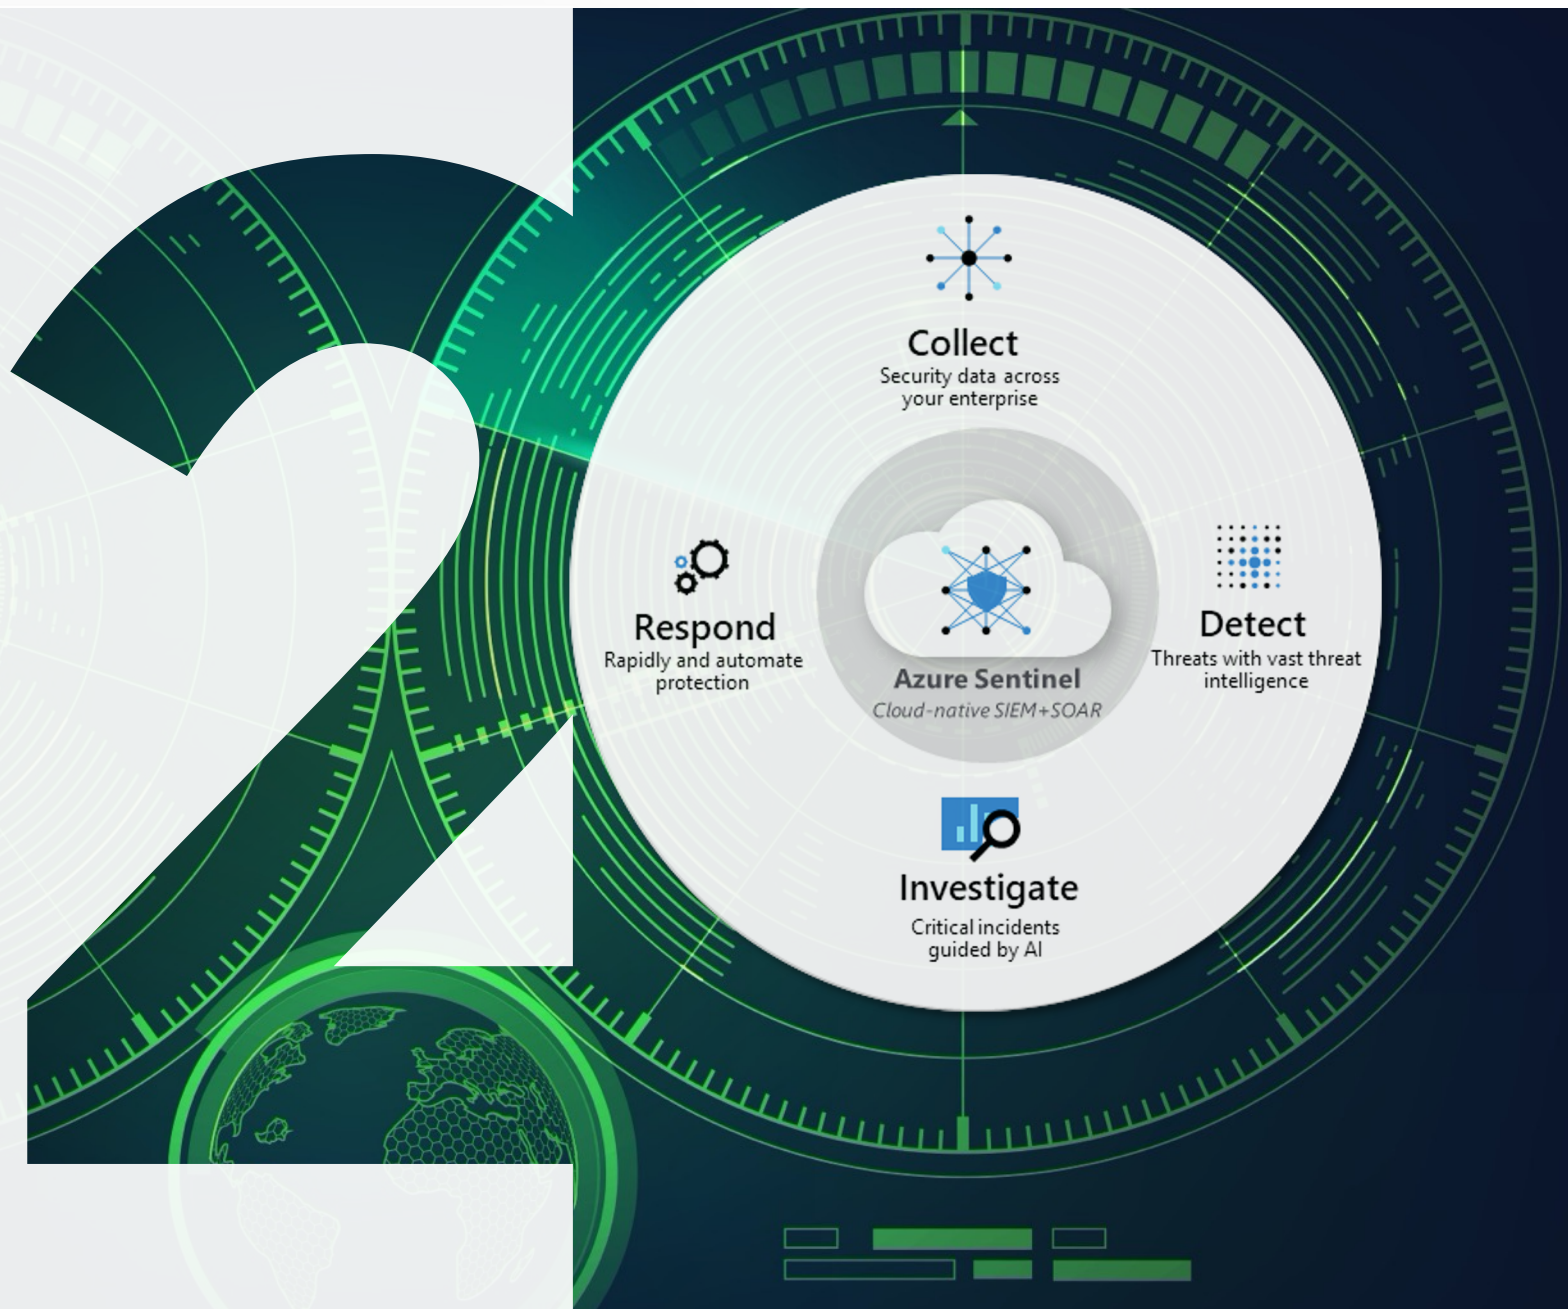 2
Collect
Security data across
your enterprise
Respond
Rapidly and automate
protection
Azure Sentinel
Cloud-native SIEM+SOAR
Detect
Threats with vast threat
intelligence
Investigate
Critical incidents
guided by AI